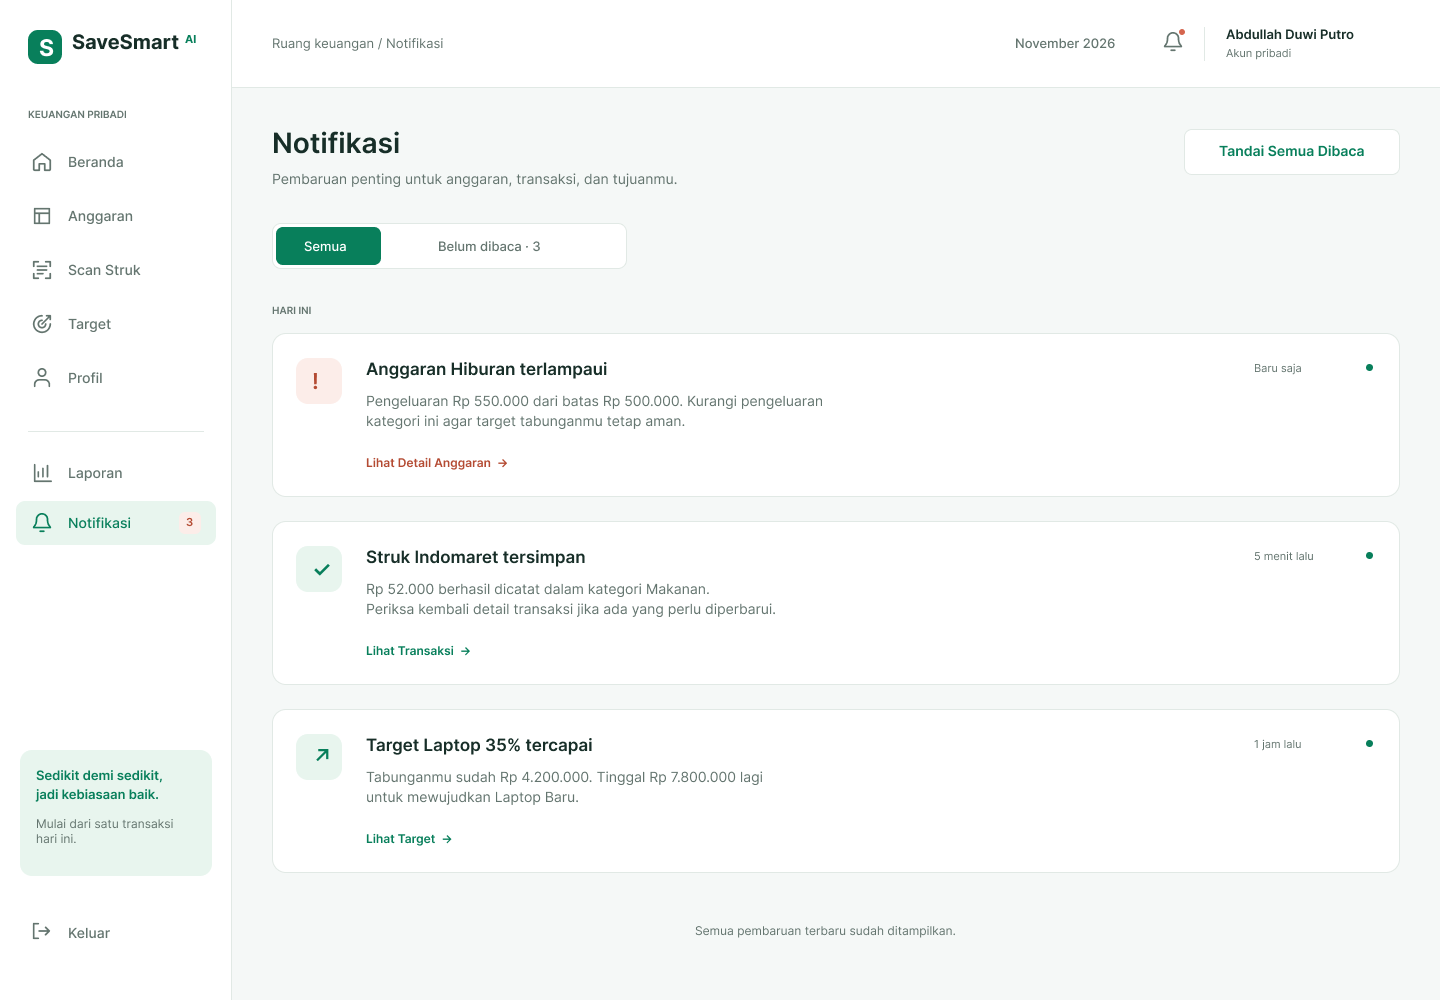 S SaveSmart AI
KEUANGAN PRIBADI
Beranda
Anggaran
Scan Struk
Target
Profil
Laporan
Notifikasi 3
Sedikit demi sedikit,
jadi kebiasaan baik.
Mulai dari satu transaksi
hari ini.
Keluar
Ruang keuangan / Notifikasi
November 2026
Abdullah Duwi Putro
Akun pribadi
Notifikasi
Pembaruan penting untuk anggaran, transaksi, dan tujuanmu.
Tandai Semua Dibaca
Semua
Belum dibaca · 3
HARI INI
!
Anggaran Hiburan terlampaui
Baru saja
Pengeluaran Rp 550.000 dari batas Rp 500.000. Kurangi pengeluaran
kategori ini agar target tabunganmu tetap aman.
Lihat Detail Anggaran →
Struk Indomaret tersimpan
5 menit lalu
Rp 52.000 berhasil dicatat dalam kategori Makanan.
Periksa kembali detail transaksi jika ada yang perlu diperbarui.
Lihat Transaksi →
Target Laptop 35% tercapai
1 jam lalu
Tabunganmu sudah Rp 4.200.000. Tinggal Rp 7.800.000 lagi
untuk mewujudkan Laptop Baru.
Lihat Target →
Semua pembaruan terbaru sudah ditampilkan.